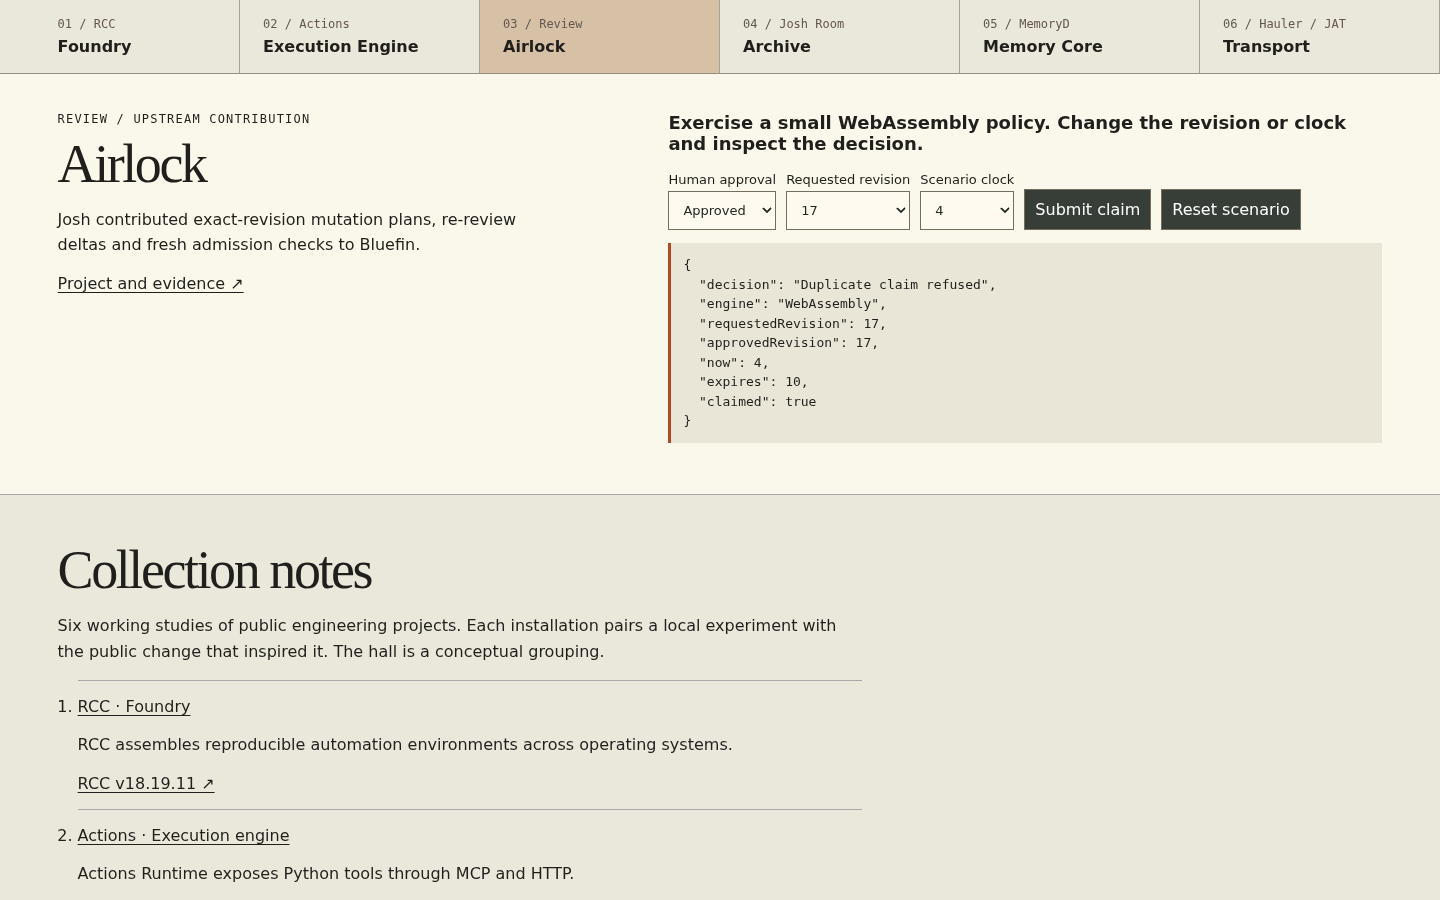 01 / RCC
Foundry
02 / Actions
Execution Engine
03 / Review
Airlock
04 / Josh Room
Archive
05 / MemoryD
Memory Core
06 / Hauler / JAT
Transport
REVIEW / UPSTREAM CONTRIBUTION
Airlock
Josh contributed exact-revision mutation plans, re-review
deltas and fresh admission checks to Bluefin.
Project and evidence ↗
Exercise a small WebAssembly policy. Change the revision or clock
and inspect the decision.
Human approval Requested revision Scenario clock
Approved 17 4 Submit claim Reset scenario
{
  "decision": "Duplicate claim refused",
  "engine": "WebAssembly",
  "requestedRevision": 17,
  "approvedRevision": 17,
  "now": 4,
  "expires": 10,
  "claimed": true
}
Collection notes
Six working studies of public engineering projects. Each installation pairs a local experiment with
the public change that inspired it. The hall is a conceptual grouping.
1. RCC · Foundry
RCC assembles reproducible automation environments across operating systems.
RCC v18.19.11 ↗
2. Actions · Execution engine
Actions Runtime exposes Python tools through MCP and HTTP.